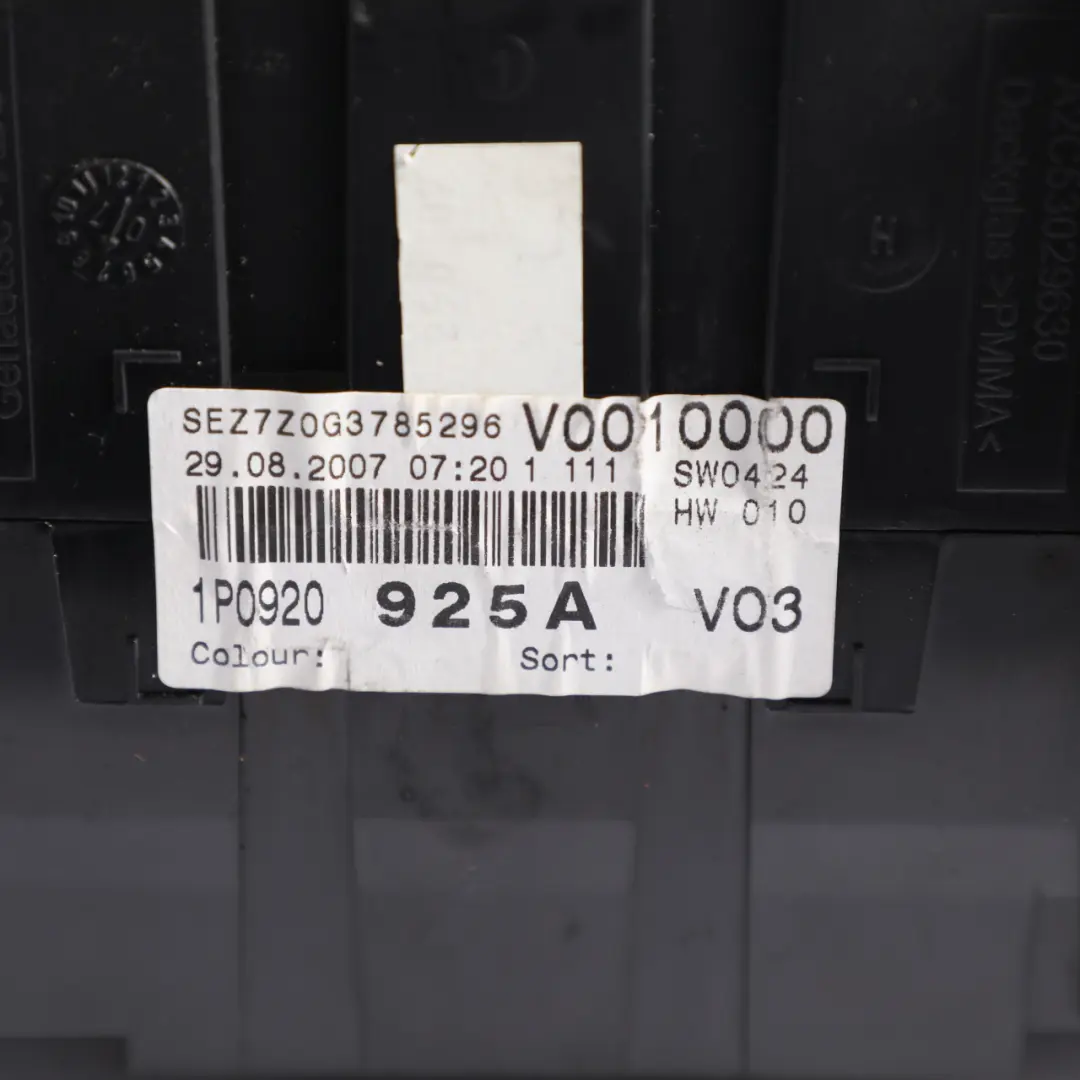 A2C53029630
Deckglas >PMMA<
SEZ7Z0G3785296 V0010000
29.08.2007 07:20 1 111 SW0424
HW 010
1P0920 925A V03
Colour: Sort: